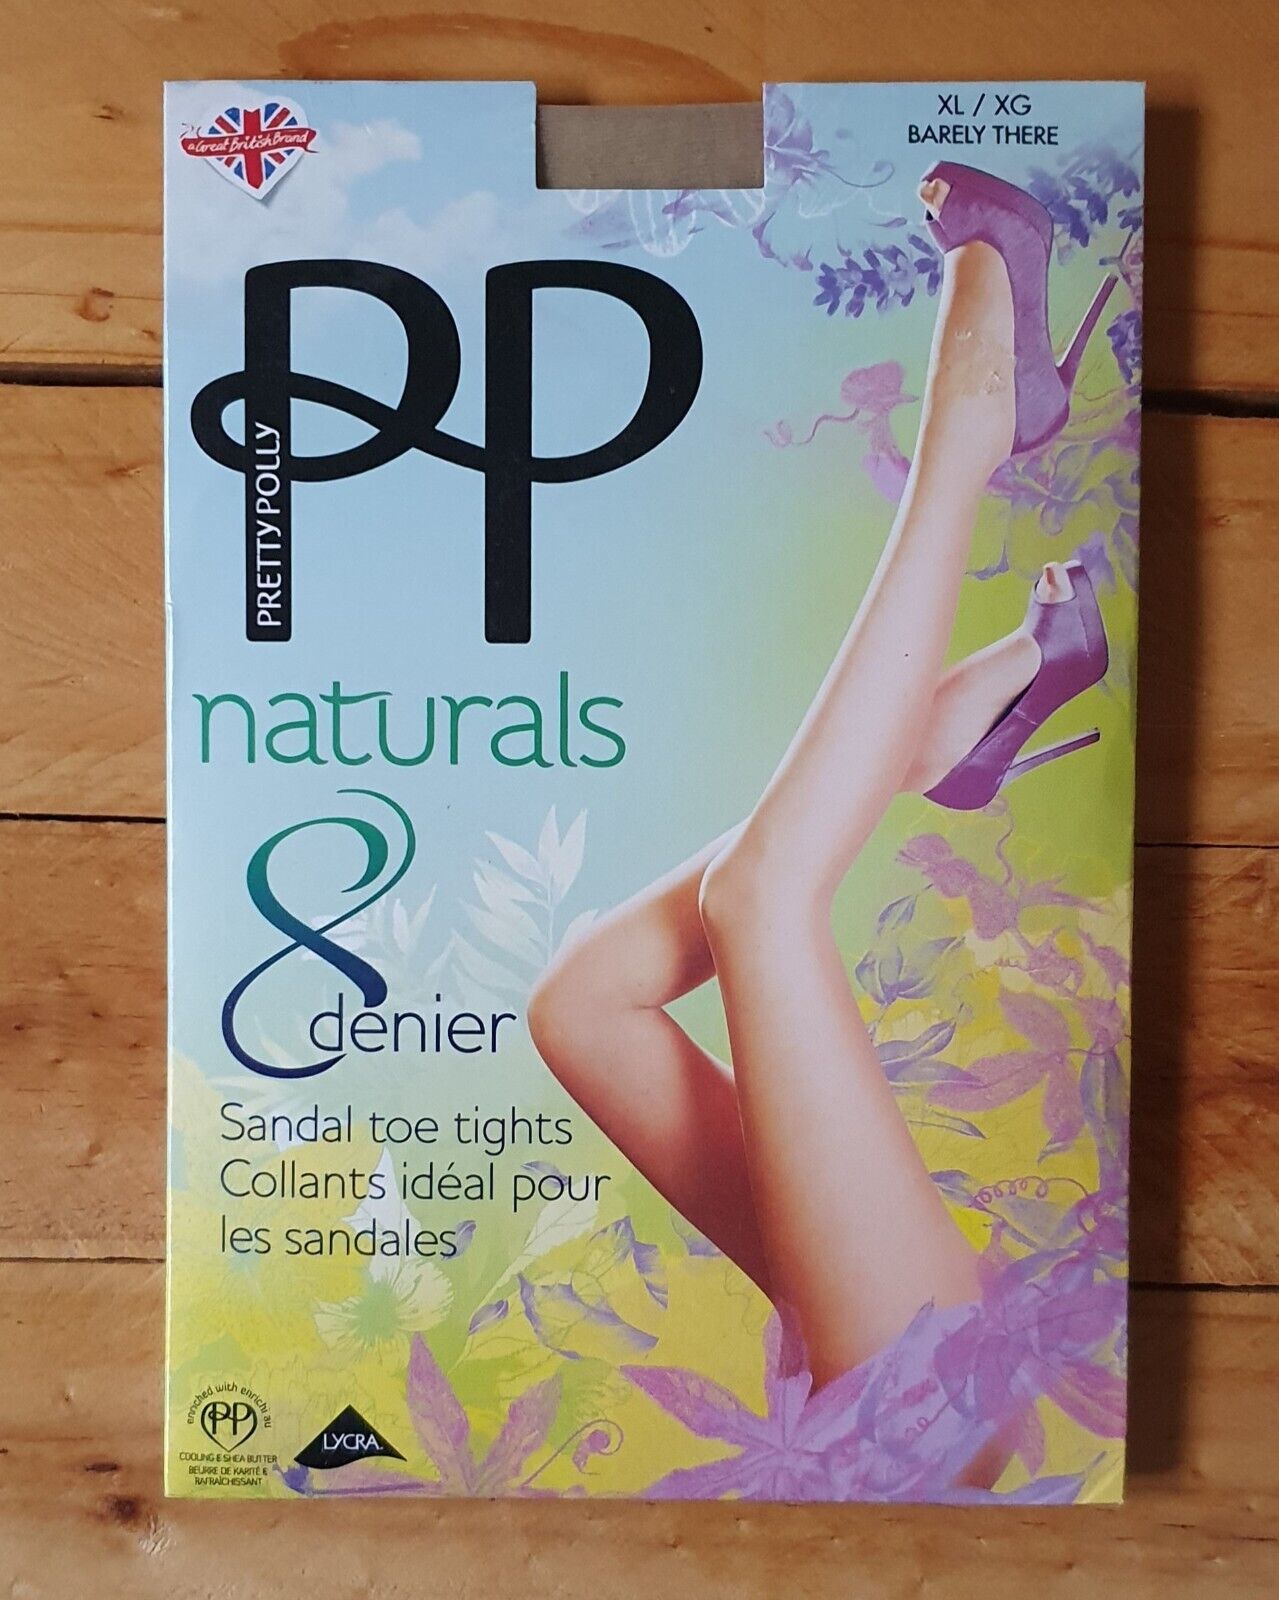 a Great British Brand
XL / XG
BARELY THERE
PP
PRETTY POLLY
naturals
8
denier
Sandal toe tights
Collants idéal pour
les sandales
enriched with enrichi au
PP
COOLING & SHEA BUTTER
BEURRE DE KARITÉ &
RAFRAÎCHISSANT
LYCRA